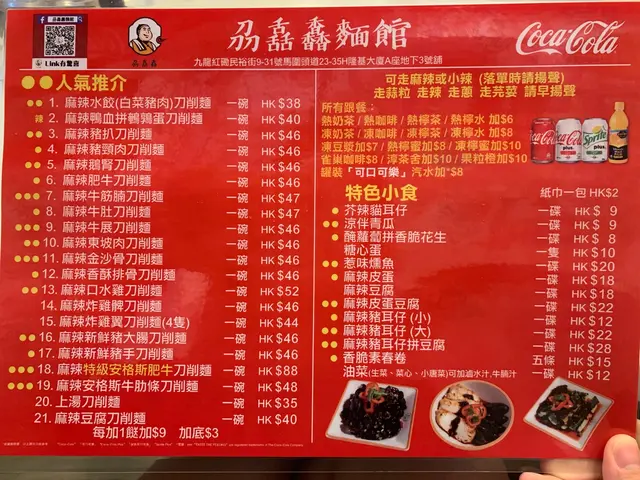 Link有驚喜
麵館
Coca-Cola
九龍紅磡民裕街9-31號馬圍頭道23-35H隆基大廈A座地下3號舖
人氣推介
1. 麻辣水餃(白菜豬肉)刀削麵 一碗 HK$38
辣 2. 麻辣鴨血拼鵪鶉蛋刀削麵 一碗 HK$40
3. 麻辣豬扒刀削麵 一碗 HK$46
4. 麻辣豬頸肉刀削麵 一碗 HK$46
5. 麻辣鵝腎刀削麵 一碗 HK$46
6. 麻辣肥牛刀削麵 一碗 HK$46
7. 麻辣牛筋腩刀削麵 一碗 HK$47
8. 麻辣牛肚刀削麵 一碗 HK$47
9. 麻辣牛展刀削麵 一碗 HK$46
10. 麻辣東坡肉刀削麵 一碗 HK$46
11. 麻辣金沙骨刀削麵 一碗 HK$46
12. 麻辣香酥排骨刀削麵 一碗 HK$46
13. 麻辣口水雞刀削麵 一碗 HK$52
14. 麻辣炸雞髀刀削麵 一碗 HK$46
15. 麻辣炸雞翼刀削麵(4隻) 一碗 HK$44
16. 麻辣新鮮豬大腸刀削麵 一碗 HK$46
17. 麻辣新鮮豬手刀削麵 一碗 HK$46
18. 麻辣特級安格斯肥牛刀削麵 一碗 HK$88
19. 麻辣安格斯牛肋條刀削麵 一碗 HK$48
20. 上湯刀削麵 一碗 HK$35
21. 麻辣豆腐刀削麵 一碗 HK$40
每加1餸加$9 加底$3
可走麻辣或小辣 (落單時請揚聲)
走蒜粒 走辣 走蔥 走芫荽 請早揚聲
所有跟餐:
熱奶茶 / 熱咖啡 / 熱檸茶 / 熱檸水 加$6
凍奶茶 / 凍咖啡 / 凍檸茶 / 凍檸水 加$8
凍豆漿加$7 / 熱檸蜜加$8 / 凍檸蜜加$10
雀巢咖啡$8 / 滓茶舍加$10 / 果粒橙加$10
罐裝「可口可樂」汽水加*$8
特色小食 紙巾一包 HK$2
芥辣貓耳仔 一碟 HK$ 9
涼伴青瓜 一碟 HK$ 9
醃蘿蔔拼香脆花生 一碟 HK$ 9
糖心蛋 一隻 HK$10
惹味燻魚 一碟 HK$20
麻辣皮蛋 一碟 HK$18
麻辣豆腐 一碟 HK$18
麻辣皮蛋豆腐 一碟 HK$22
麻辣豬耳仔 (小) 一碟 HK$12
麻辣豬耳仔 (大) 一碟 HK$22
麻辣豬耳仔拼豆腐 一碟 HK$28
香脆素春卷 五條 HK$15
油菜(生菜、菜心、小唐菜)可加滷水汁,牛腩汁 一碟 HK$12